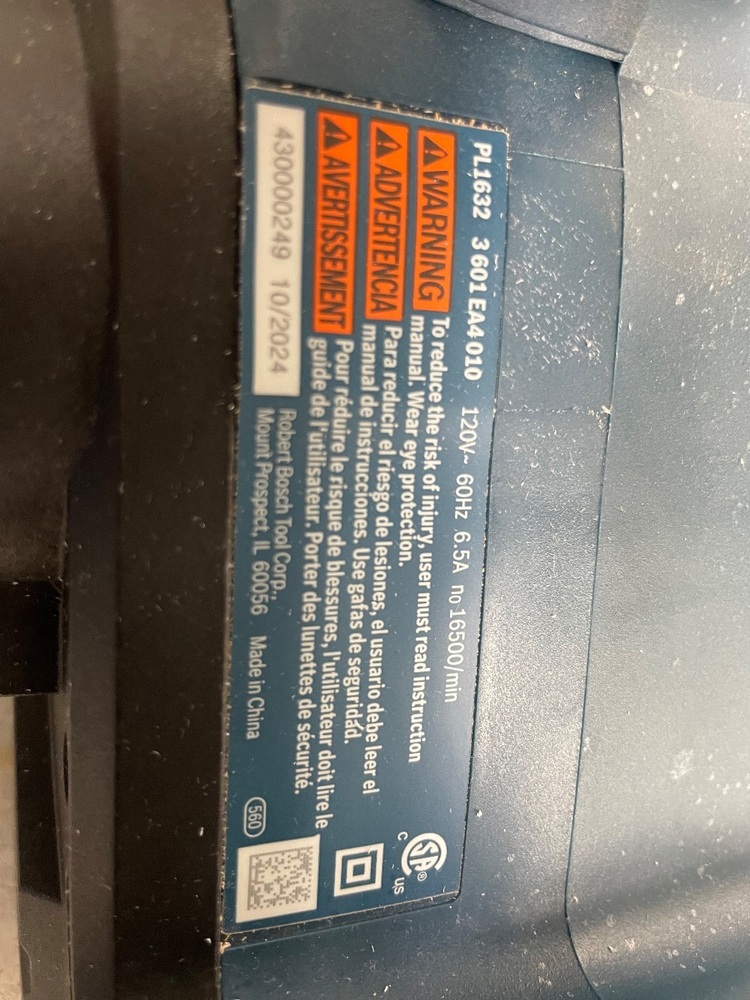 PL1632 3 601 EA4 010 120V~ 60Hz 6.5A no 16500/min
WARNING To reduce the risk of injury, user must read instruction
manual. Wear eye protection.
ADVERTENCIA Para reducir el riesgo de lesiones, el usuario debe leer el
manual de instrucciones. Use gafas de seguridad.
AVERTISSEMENT Pour réduire le risque de blessures, l'utilisateur doit lire le
guide de l'utilisateur. Porter des lunettes de sécurité.
430000249 10/2024
Robert Bosch Tool Corp.,
Mount Prospect, IL 60056 Made in China
560
C SA® US